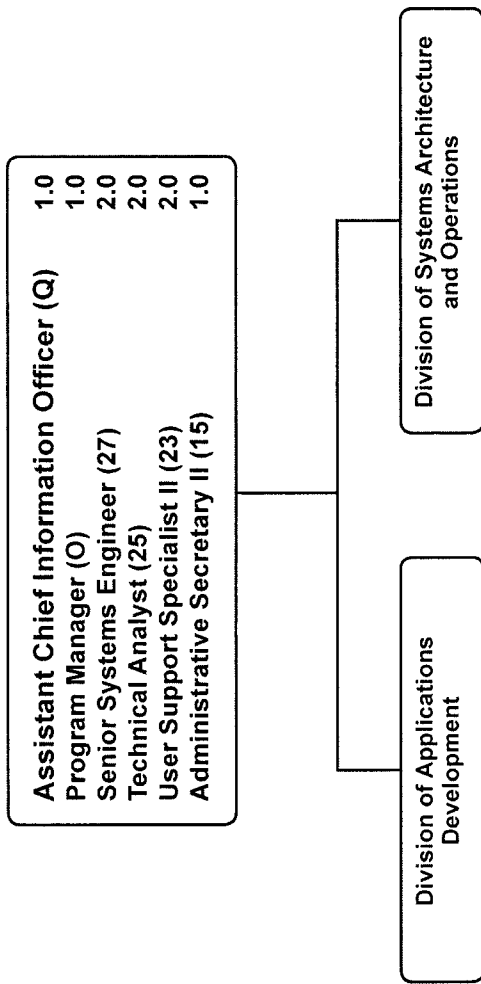 Assistant Chief Information Officer (Q) 1.0
Program Manager (O) 1.0
Senior Systems Engineer (27) 2.0
Technical Analyst (25) 2.0
User Support Specialist II (23) 2.0
Administrative Secretary II (15) 1.0
Division of Applications
Development
Division of Systems Architecture
and Operations